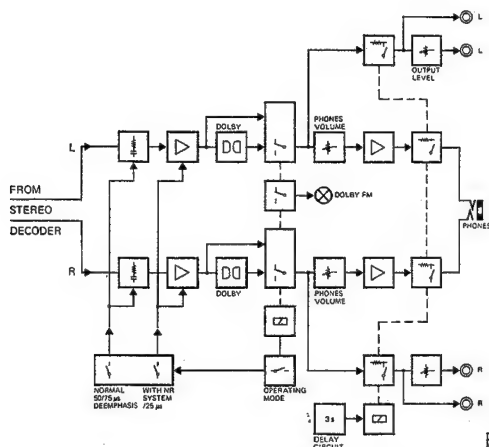 L
L
OUTPUT
LEVEL
DOLBY
PHONES
VOLUME
L
FROM
STEREO
DECODER
DOLBY FM
PHONES
R
DOLBY
PHONES
VOLUME
NORMAL
50/75 µs
DEEMPHASIS
WITH NR
SYSTEM
/25 µs
OPERATING
MODE
R
R
3s
DELAY
CIRCUIT